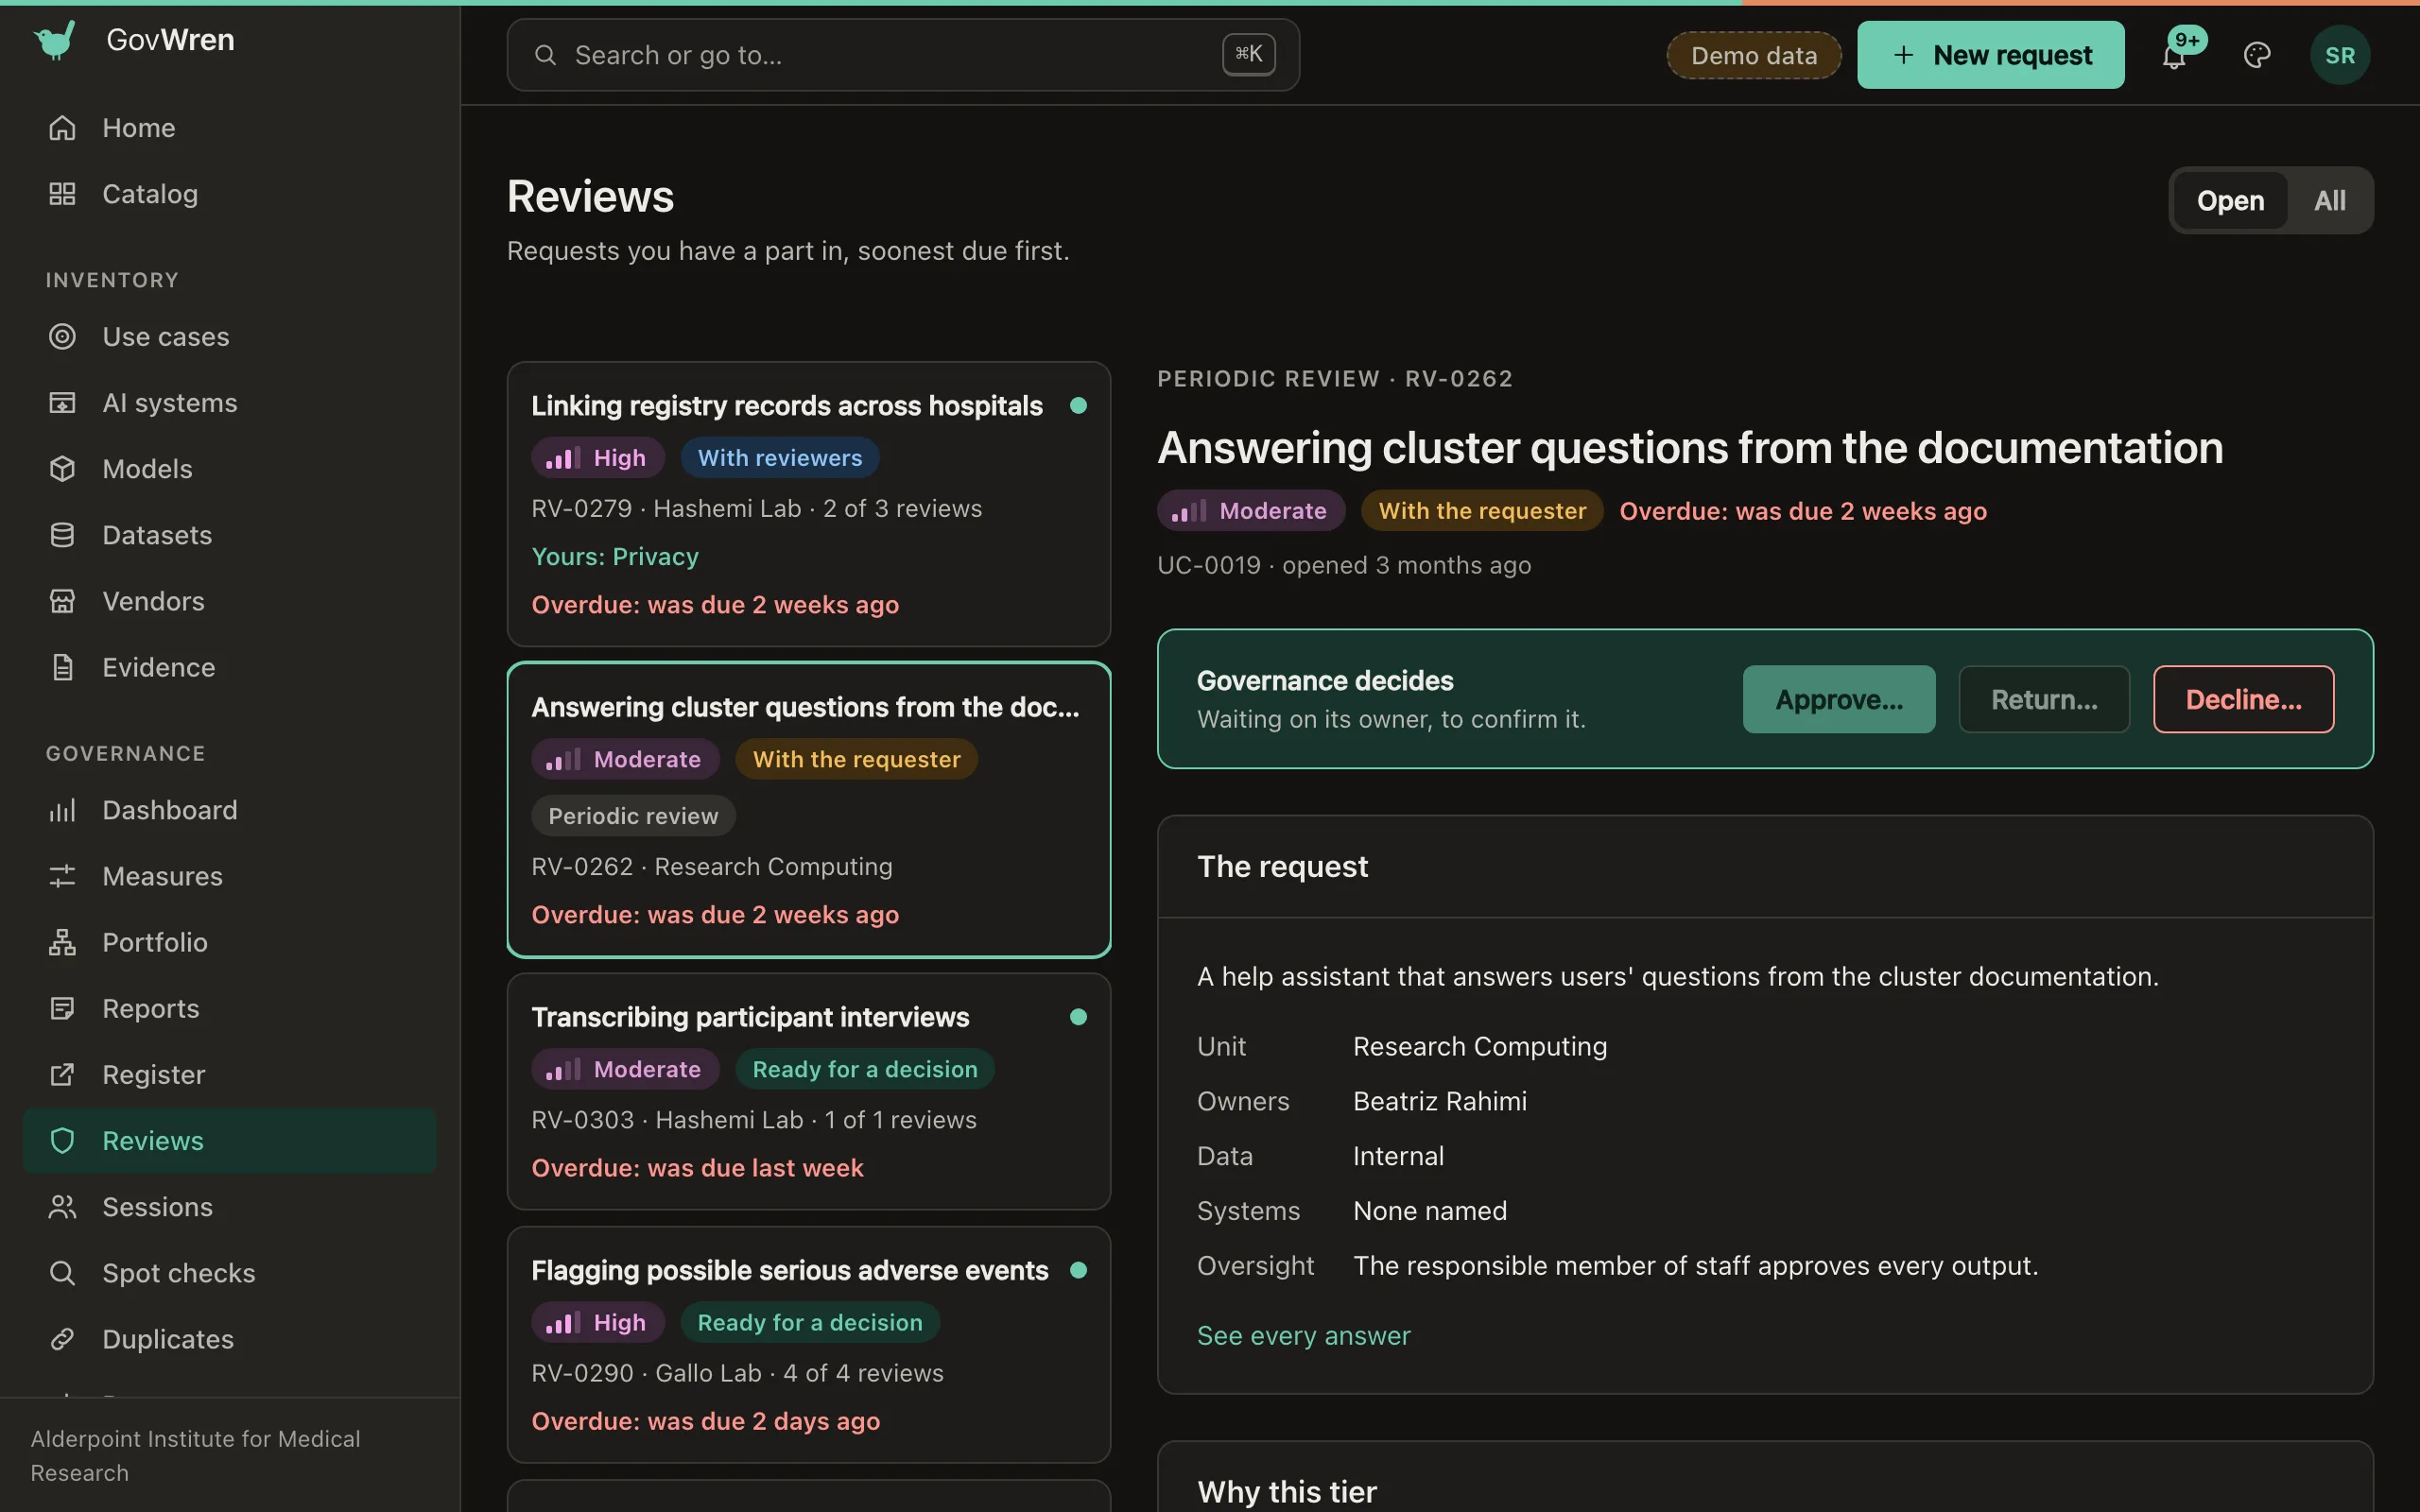 GovWren
Search or go to...
⌘K
Demo data
+ New request
9+
SR
Home
Catalog
INVENTORY
Use cases
AI systems
Models
Datasets
Vendors
Evidence
GOVERNANCE
Dashboard
Measures
Portfolio
Reports
Register
Reviews
Sessions
Spot checks
Duplicates
Alderpoint Institute for Medical
Research
Reviews
Requests you have a part in, soonest due first.
Open
All
Linking registry records across hospitals
High
With reviewers
RV-0279 · Hashemi Lab · 2 of 3 reviews
Yours: Privacy
Overdue: was due 2 weeks ago
Answering cluster questions from the doc...
Moderate
With the requester
Periodic review
RV-0262 · Research Computing
Overdue: was due 2 weeks ago
Transcribing participant interviews
Moderate
Ready for a decision
RV-0303 · Hashemi Lab · 1 of 1 reviews
Overdue: was due last week
Flagging possible serious adverse events
High
Ready for a decision
RV-0290 · Gallo Lab · 4 of 4 reviews
Overdue: was due 2 days ago
PERIODIC REVIEW · RV-0262
Answering cluster questions from the documentation
Moderate
With the requester
Overdue: was due 2 weeks ago
UC-0019 · opened 3 months ago
Governance decides
Waiting on its owner, to confirm it.
Approve...
Return...
Decline...
The request
A help assistant that answers users' questions from the cluster documentation.
Unit Research Computing
Owners Beatriz Rahimi
Data Internal
Systems None named
Oversight The responsible member of staff approves every output.
See every answer
Why this tier